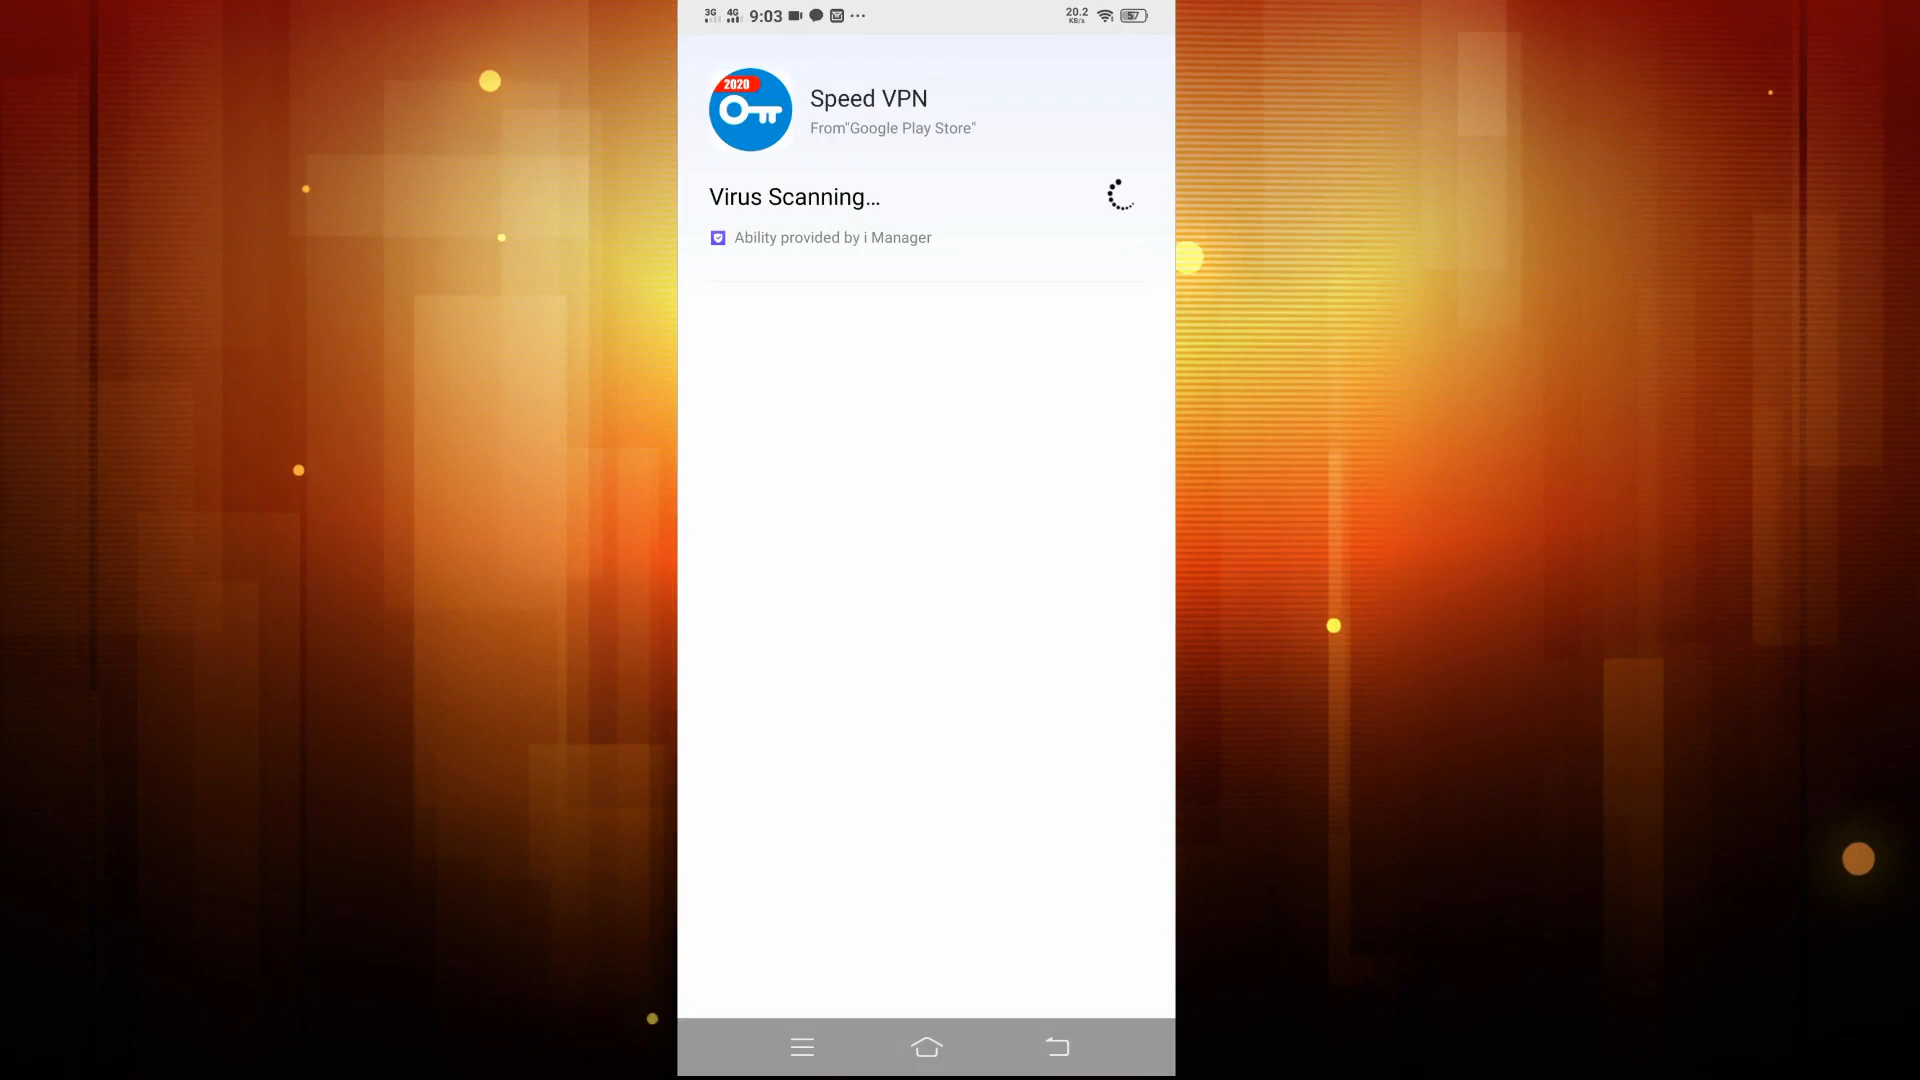 3G 4G 9:03 ... 20.2 KB/s 57
2020
Speed VPN
From"Google Play Store"
Virus Scanning...
Ability provided by i Manager